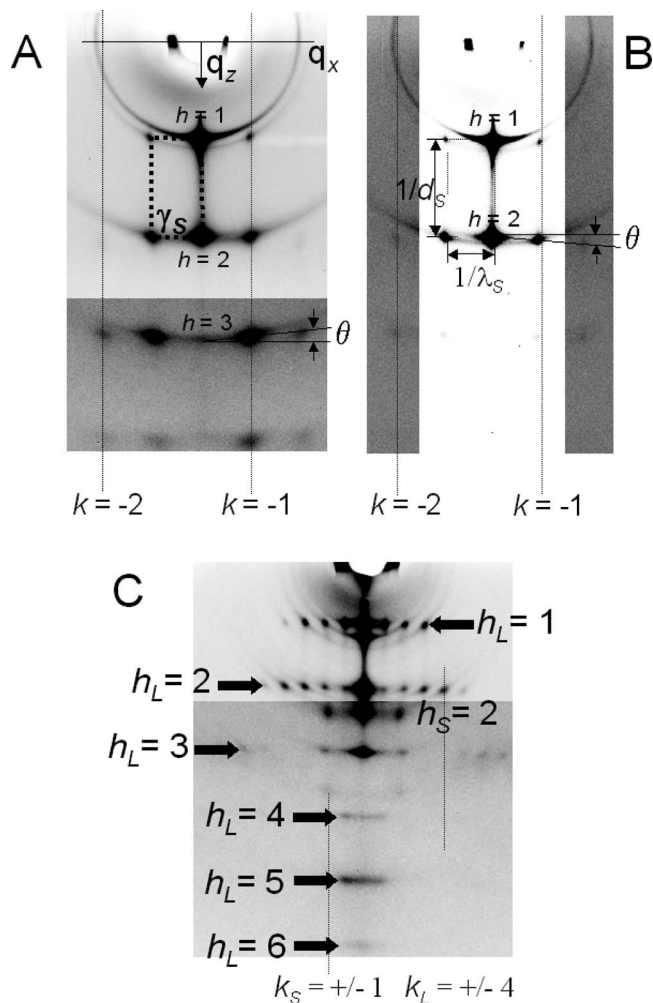 A
B
q_x
q_z
h = 1
h = 1
γ_S
1/d_S
h = 2
h = 2
θ
1/λ_S
h = 3
θ
k = -2
k = -1
k = -2
k = -1
C
h_L = 1
h_L = 2
h_S = 2
h_L = 3
h_L = 4
h_L = 5
h_L = 6
k_S = +/- 1
k_L = +/- 4